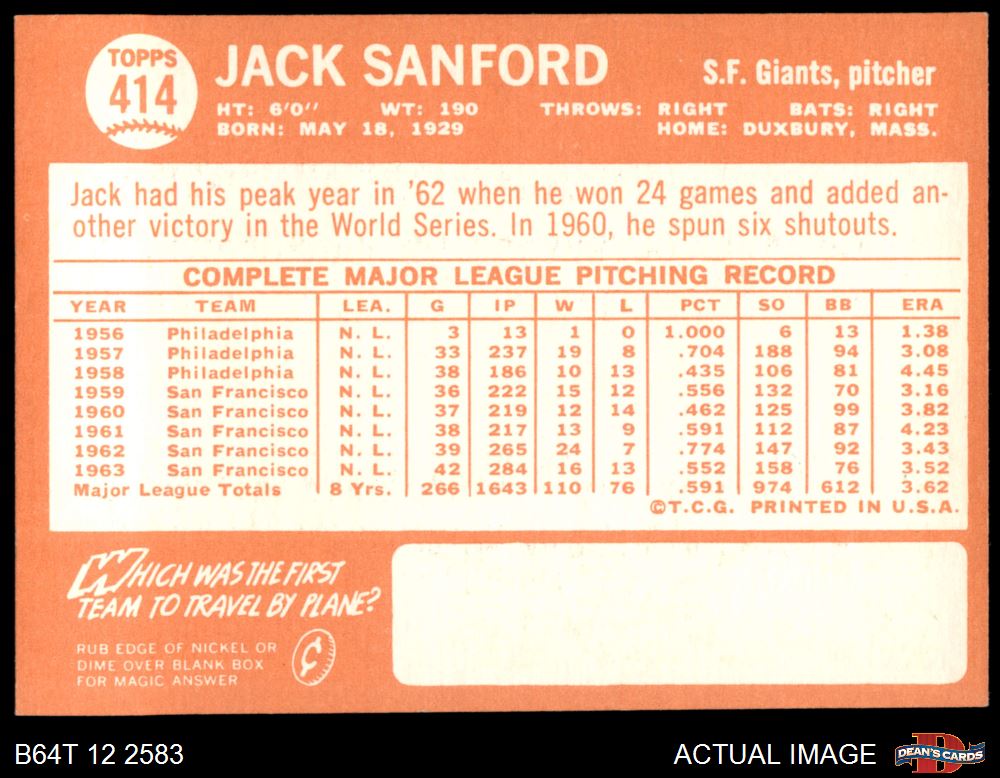 TOPPS
414
JACK SANFORD
S.F. Giants, pitcher
HT: 6'0" WT: 190 THROWS: RIGHT BATS: RIGHT
BORN: MAY 18, 1929 HOME: DUXBURY, MASS.
Jack had his peak year in '62 when he won 24 games and added an-
other victory in the World Series. In 1960, he spun six shutouts.
COMPLETE MAJOR LEAGUE PITCHING RECORD
YEAR TEAM LEA. G IP W L PCT SO BB ERA
1956 Philadelphia N. L. 3 13 1 0 1.000 6 13 1.38
1957 Philadelphia N. L. 33 237 19 8 .704 188 94 3.08
1958 Philadelphia N. L. 38 186 10 13 .435 106 81 4.45
1959 San Francisco N. L. 36 222 15 12 .556 132 70 3.16
1960 San Francisco N. L. 37 219 12 14 .462 125 99 3.82
1961 San Francisco N. L. 38 217 13 9 .591 112 87 4.23
1962 San Francisco N. L. 39 265 24 7 .774 147 92 3.43
1963 San Francisco N. L. 42 284 16 13 .552 158 76 3.52
Major League Totals 8 Yrs. 266 1643 110 76 .591 974 612 3.62
©T.C.G. PRINTED IN U.S.A.
WHICH WAS THE FIRST
TEAM TO TRAVEL BY PLANE?
RUB EDGE OF NICKEL OR
DIME OVER BLANK BOX
FOR MAGIC ANSWER
¢
B64T 12 2583
ACTUAL IMAGE
D
DEAN'S CARDS